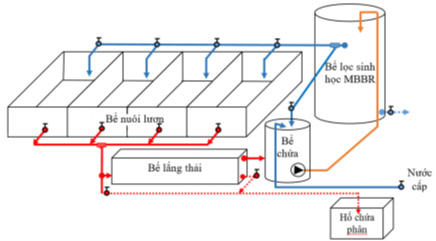 Bể lọc sinh
học MBBR
Bể nuôi lươn
Bể
chứa
Bể lắng thải
Nước
cấp
Hố chứa
phân